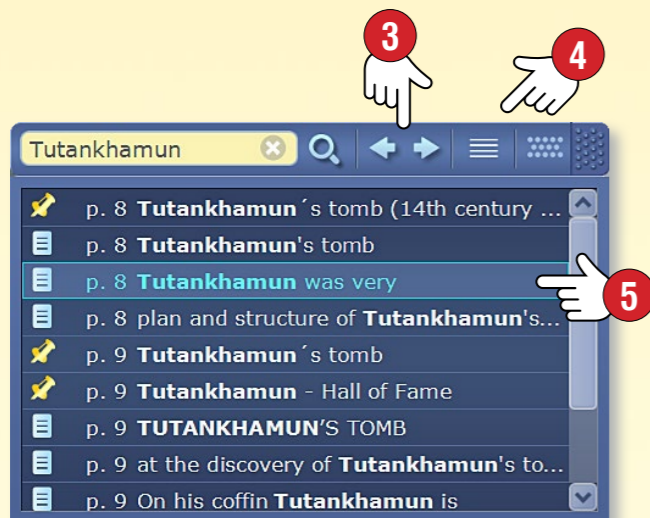 3
4
Tutankhamun
p. 8 Tutankhamun´s tomb (14th century ...
p. 8 Tutankhamun's tomb
p. 8 Tutankhamun was very
5
p. 8 plan and structure of Tutankhamun's...
p. 9 Tutankhamun´s tomb
p. 9 Tutankhamun - Hall of Fame
p. 9 TUTANKHAMUN’S TOMB
p. 9 at the discovery of Tutankhamun's to...
p. 9 On his coffin Tutankhamun is